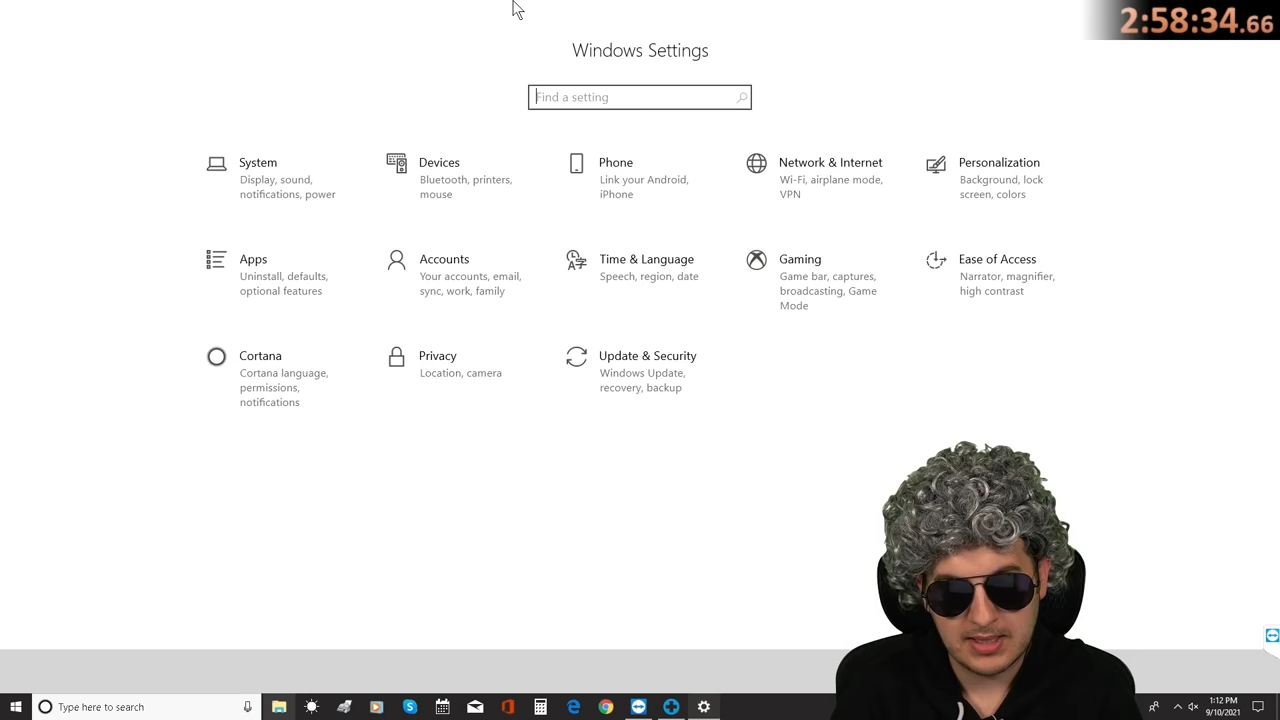 2:58:34.66
Windows Settings
Find a setting
System
Display, sound,
notifications, power
Devices
Bluetooth, printers,
mouse
Phone
Link your Android,
iPhone
Network & Internet
Wi-Fi, airplane mode,
VPN
Personalization
Background, lock
screen, colors
Apps
Uninstall, defaults,
optional features
Accounts
Your accounts, email,
sync, work, family
Time & Language
Speech, region, date
Gaming
Game bar, captures,
broadcasting, Game
Mode
Ease of Access
Narrator, magnifier,
high contrast
Cortana
Cortana language,
permissions,
notifications
Privacy
Location, camera
Update & Security
Windows Update,
recovery, backup
Type here to search
1:12 PM
9/10/2021